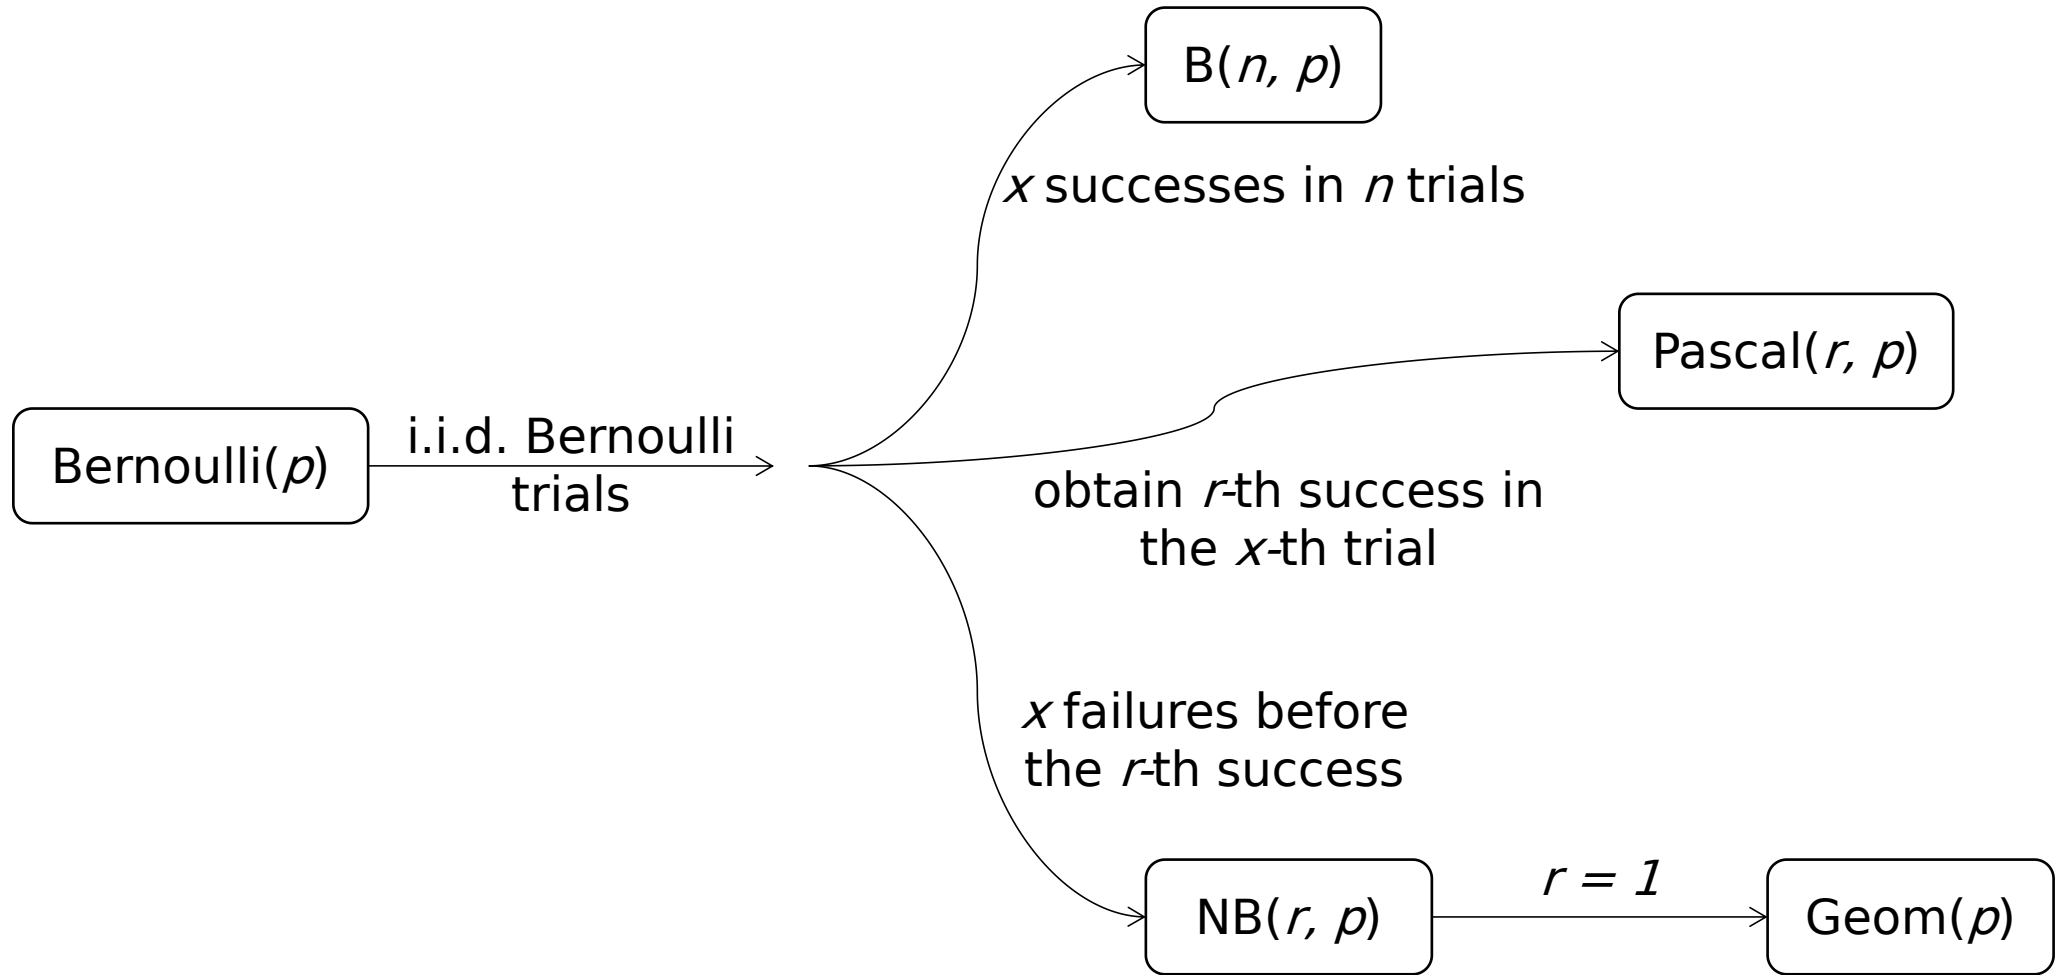 B(n, p)
x successes in n trials
Pascal(r, p)
Bernoulli(p)
i.i.d. Bernoulli
trials
obtain r-th success in
the x-th trial
x failures before
the r-th success
NB(r, p)
r = 1
Geom(p)